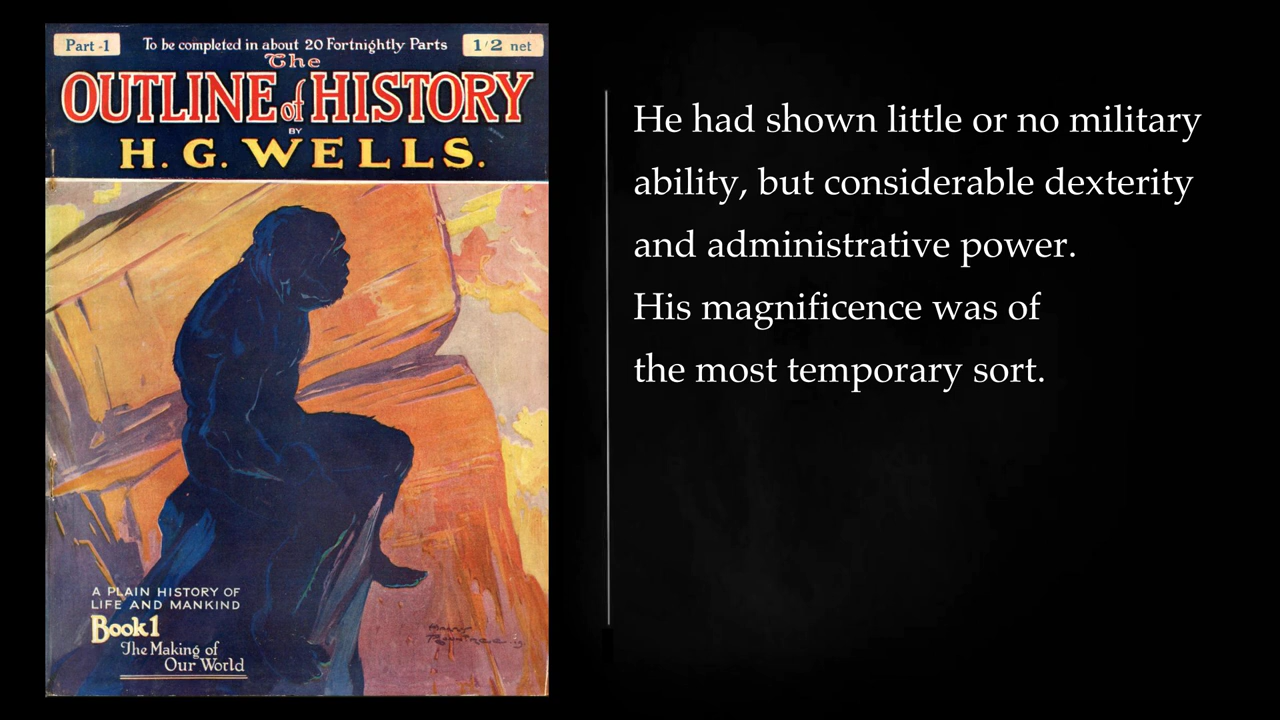 Part -1
To be completed in about 20 Fortnightly Parts
1/2 net
The
OUTLINE of HISTORY
BY
H. G. WELLS.
A PLAIN HISTORY OF
LIFE AND MANKIND
Book 1
The Making of
Our World
He had shown little or no military
ability, but considerable dexterity
and administrative power.
His magnificence was of
the most temporary sort.